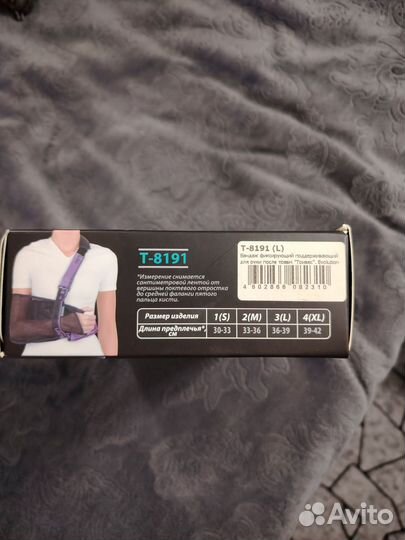 T-8191
*Измерение снимается
сантиметровой лентой от
вершины локтевого отростка
до средней фаланги пятого
пальца кисти.
T-8191 (L)
Бандаж фиксирующий поддерживающий
для руки после травм. "Тонвес". Evolution
4 602866 082310
Размер изделия 1(S) 2(M) 3(L) 4(XL)
Длина предплечья*, 30-33 33-36 36-39 39-42
см
Avito